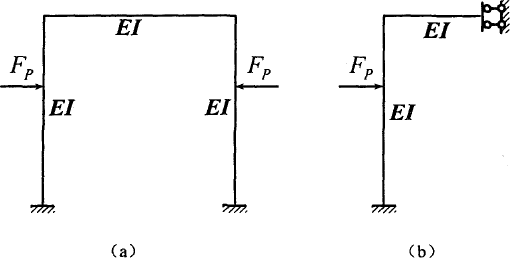 EI EI
F_P F_P F_P
EI EI EI
(a) (b)